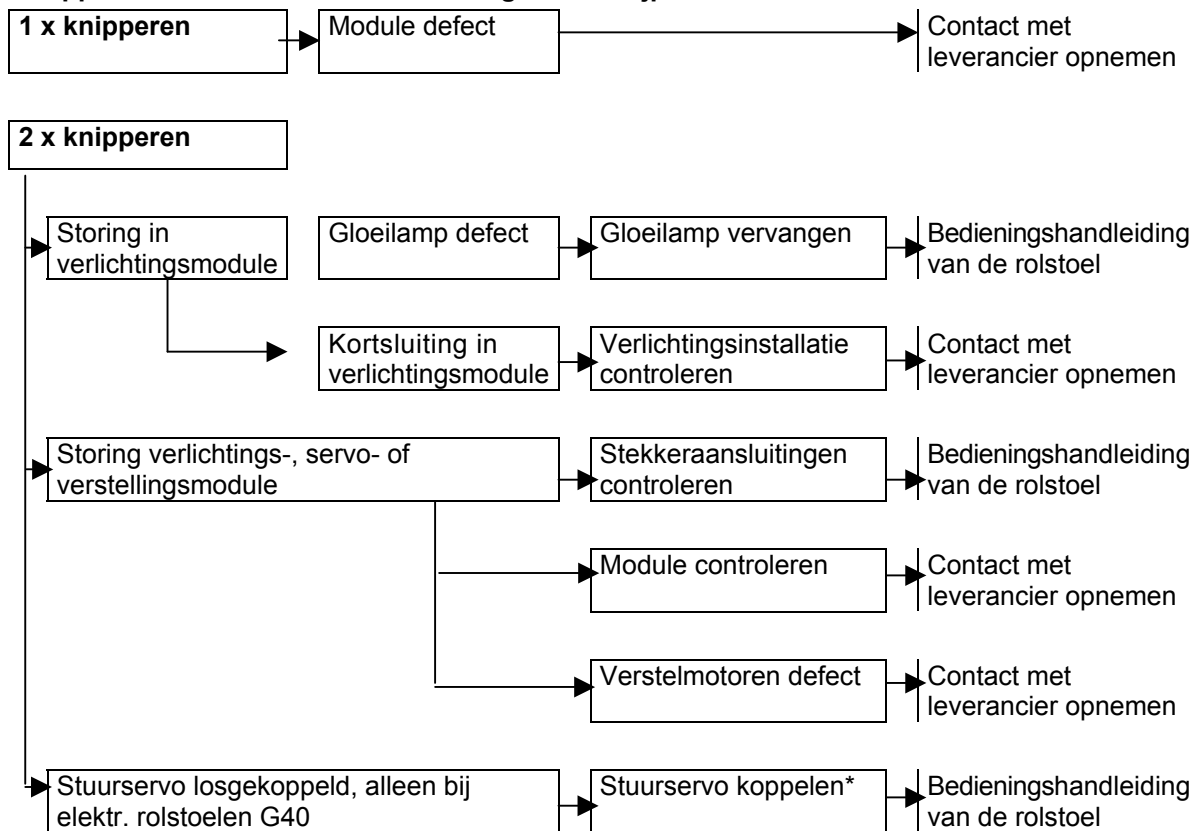 1 x knipperen
Module defect
Contact met
leverancier opnemen
2 x knipperen
Storing in
verlichtingsmodule
Gloeilamp defect
Gloeilamp vervangen
Bedieningshandleiding
van de rolstoel
Kortsluiting in
verlichtingsmodule
Verlichtingsinstallatie
controleren
Contact met
leverancier opnemen
Storing verlichtings-, servo- of
verstellingsmodule
Stekkeraansluitingen
controleren
Bedieningshandleiding
van de rolstoel
Module controleren
Contact met
leverancier opnemen
Verstelmotoren defect
Contact met
leverancier opnemen
Stuurservo losgekoppeld, alleen bij
elektr. rolstoelen G40
Stuurservo koppelen*
Bedieningshandleiding
van de rolstoel